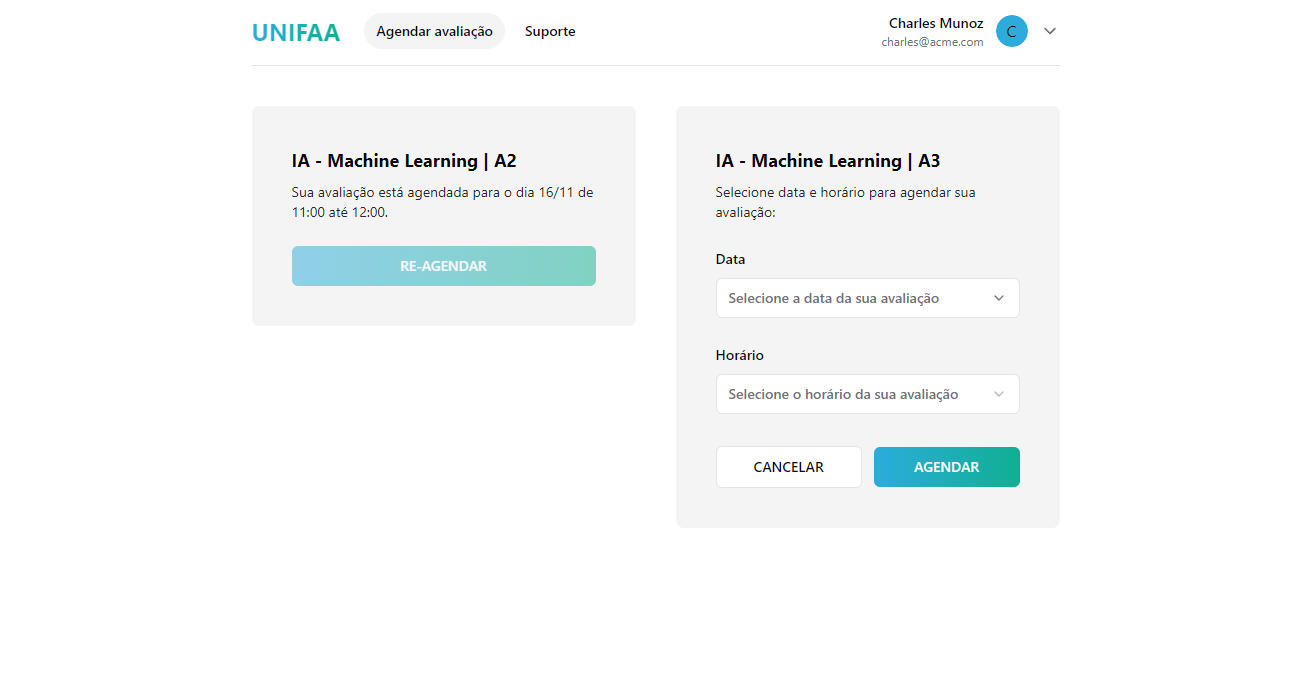 UNIFAA
Agendar avaliação
Suporte
Charles Munoz
charles@acme.com
C
IA - Machine Learning | A2
Sua avaliação está agendada para o dia 16/11 de
11:00 até 12:00.
RE-AGENDAR
IA - Machine Learning | A3
Selecione data e horário para agendar sua
avaliação:
Data
Selecione a data da sua avaliação
Horário
Selecione o horário da sua avaliação
CANCELAR
AGENDAR